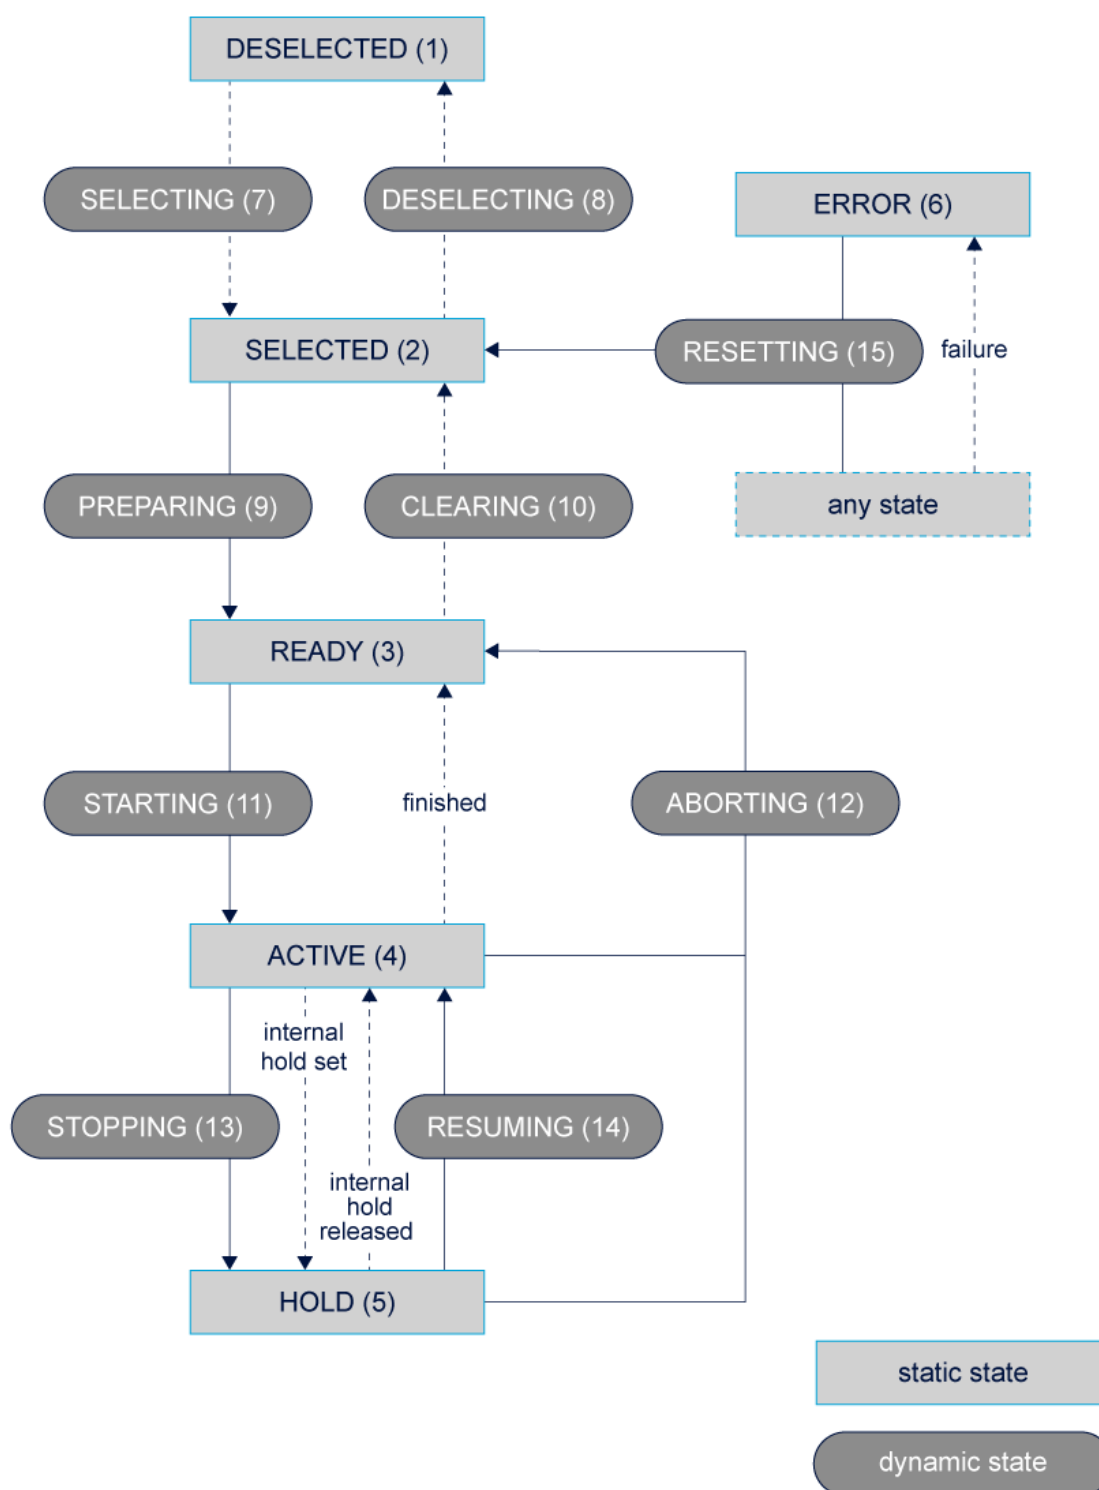 DESELECTED (1)
SELECTING (7)
DESELECTING (8)
ERROR (6)
SELECTED (2)
RESETTING (15)
failure
PREPARING (9)
CLEARING (10)
any state
READY (3)
STARTING (11)
finished
ABORTING (12)
ACTIVE (4)
internal
hold set
STOPPING (13)
RESUMING (14)
internal
hold
released
HOLD (5)
static state
dynamic state